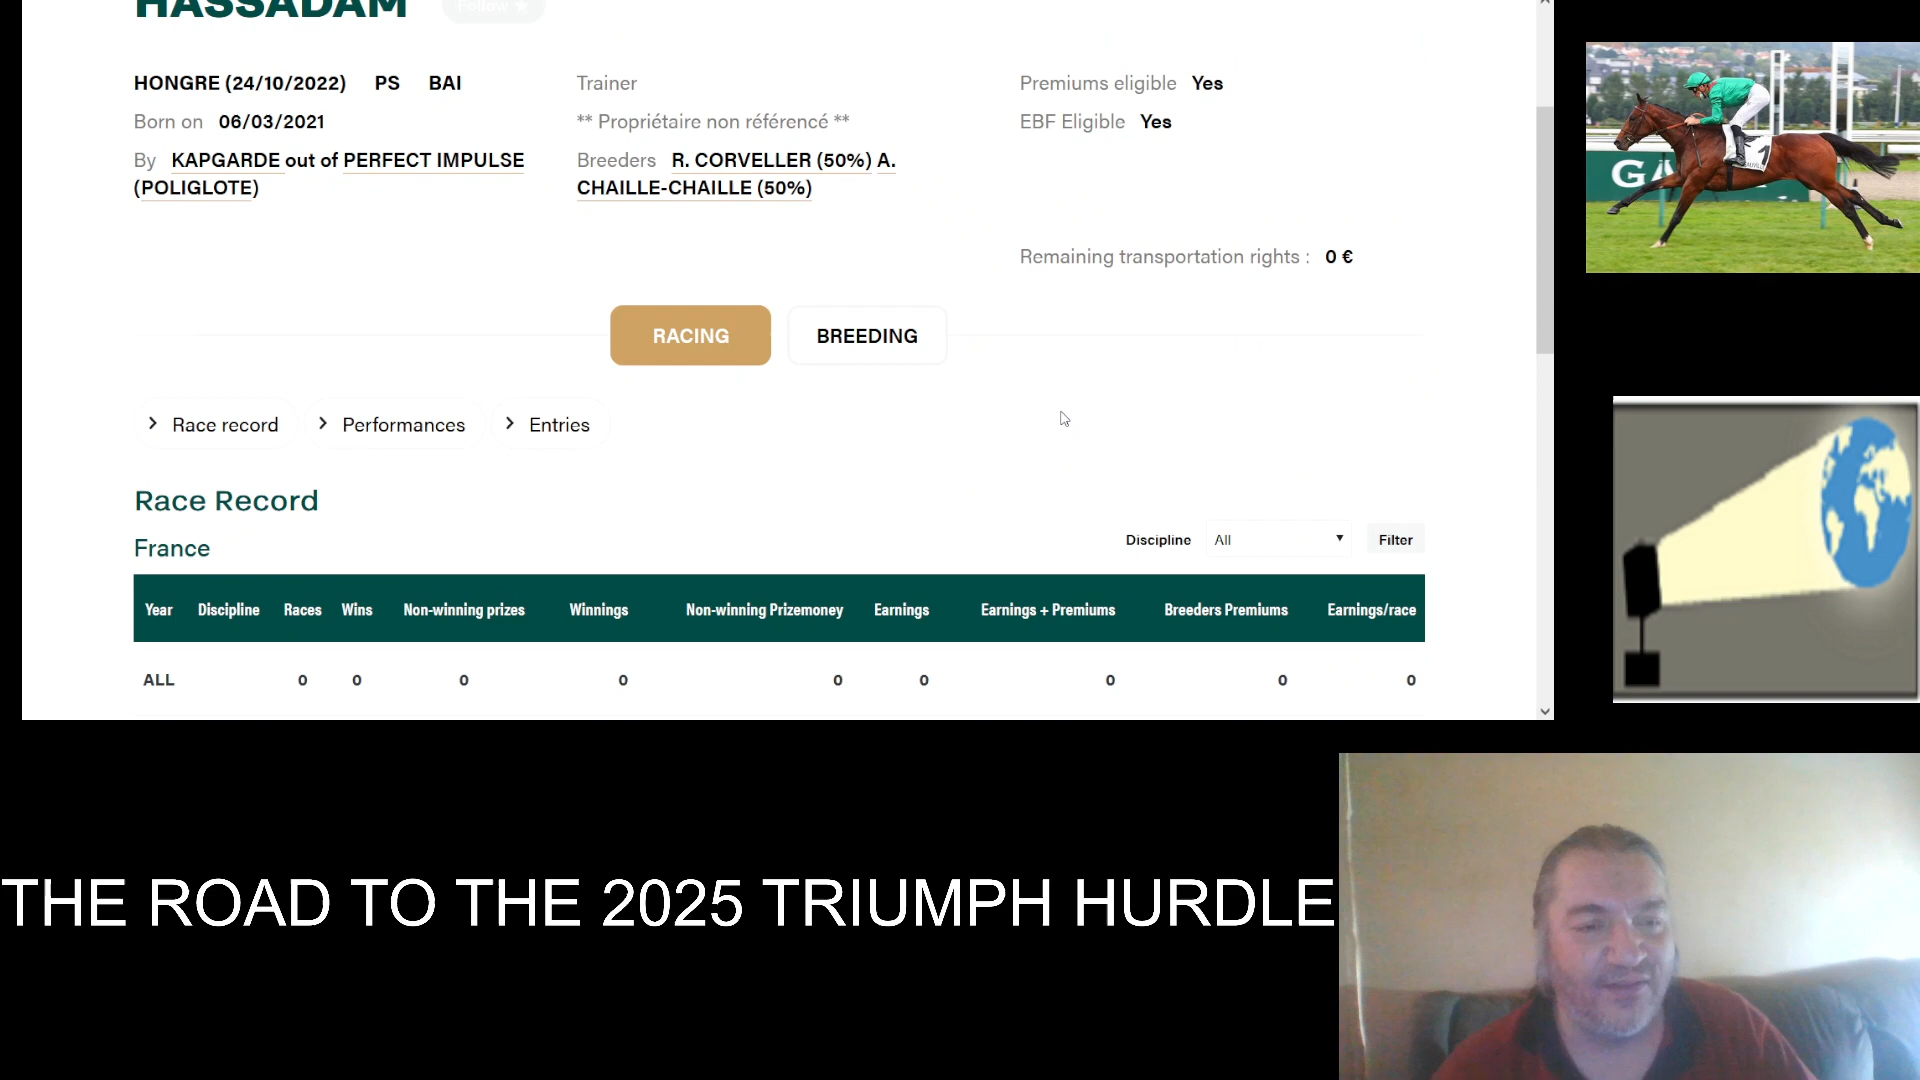 HASSADAM Follow ★
HONGRE (24/10/2022) PS BAI
Born on 06/03/2021
By KAPGARDE out of PERFECT IMPULSE
(POLIGLOTE)
Trainer
** Propriétaire non référencé **
Breeders R. CORVELLER (50%) A.
CHAILLE-CHAILLE (50%)
Premiums eligible Yes
EBF Eligible Yes
Remaining transportation rights : 0 €
RACING BREEDING
Race record Performances Entries
Race Record
France
Discipline All Filter
Year Discipline Races Wins Non-winning prizes Winnings Non-winning Prizemoney Earnings Earnings + Premiums Breeders Premiums Earnings/race
ALL 0 0 0 0 0 0 0 0 0
1
THE ROAD TO THE 2025 TRIUMPH HURDLE